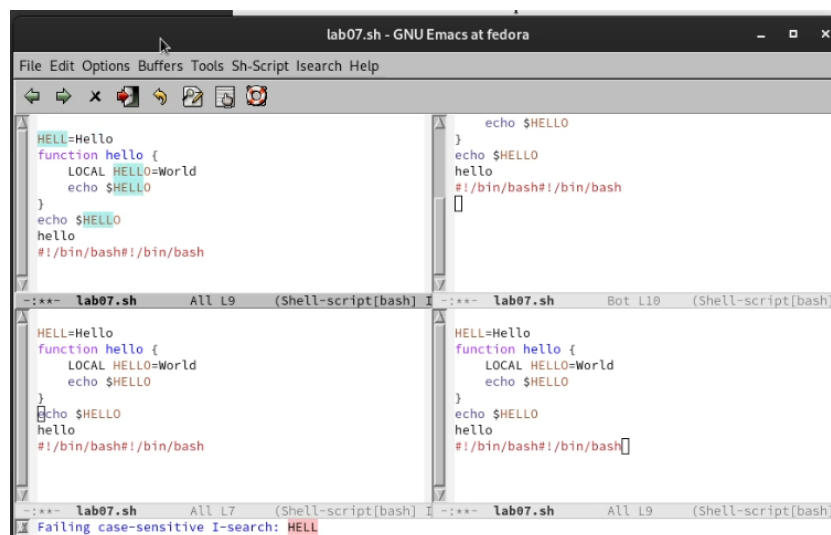 lab07.sh - GNU Emacs at fedora
File Edit Options Buffers Tools Sh-Script Isearch Help
HELL=Hello
function hello {
    LOCAL HELLO=World
    echo $HELLO
}
echo $HELLO
hello
#!/bin/bash#!/bin/bash
-:**- lab07.sh All L9 (Shell-script[bash] I
    echo $HELLO
}
echo $HELLO
hello
#!/bin/bash#!/bin/bash
-:**- lab07.sh Bot L10 (Shell-script[bash]
HELL=Hello
function hello {
    LOCAL HELLO=World
    echo $HELLO
}
echo $HELLO
hello
#!/bin/bash#!/bin/bash
-:**- lab07.sh All L7 (Shell-script[bash] I
HELL=Hello
function hello {
    LOCAL HELLO=World
    echo $HELLO
}
echo $HELLO
hello
#!/bin/bash#!/bin/bash
-:**- lab07.sh All L9 (Shell-script[bash]
Failing case-sensitive I-search: HELL